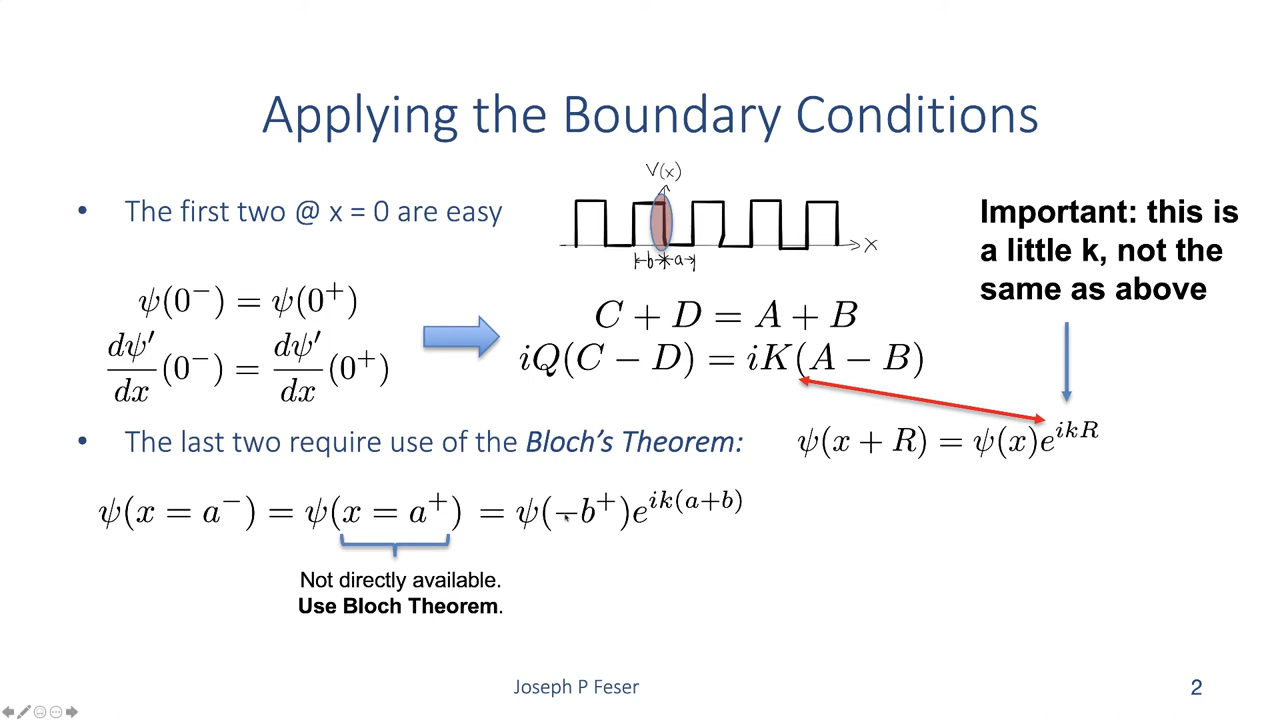 Applying the Boundary Conditions
• The first two @ x = 0 are easy
V(x)
x
b
a
Important: this is
a little k, not the
same as above
ψ(0⁻) = ψ(0⁺)
dψ′/dx (0⁻) = dψ′/dx (0⁺)
C + D = A + B
iQ(C − D) = iK(A − B)
• The last two require use of the Bloch's Theorem:
ψ(x + R) = ψ(x)e^{ikR}
ψ(x = a⁻) = ψ(x = a⁺) = ψ(−b⁺)e^{ik(a+b)}
Not directly available.
Use Bloch Theorem.
Joseph P Feser
2